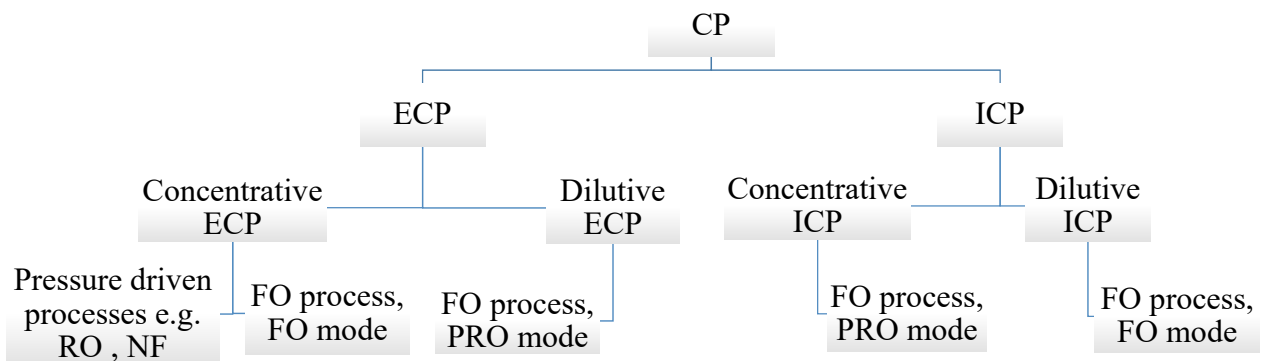 CP
ECP
ICP
Concentrative
ECP
Dilutive
ECP
Concentrative
ICP
Dilutive
ICP
Pressure driven
processes e.g.
RO , NF
FO process,
FO mode
FO process,
PRO mode
FO process,
PRO mode
FO process,
FO mode